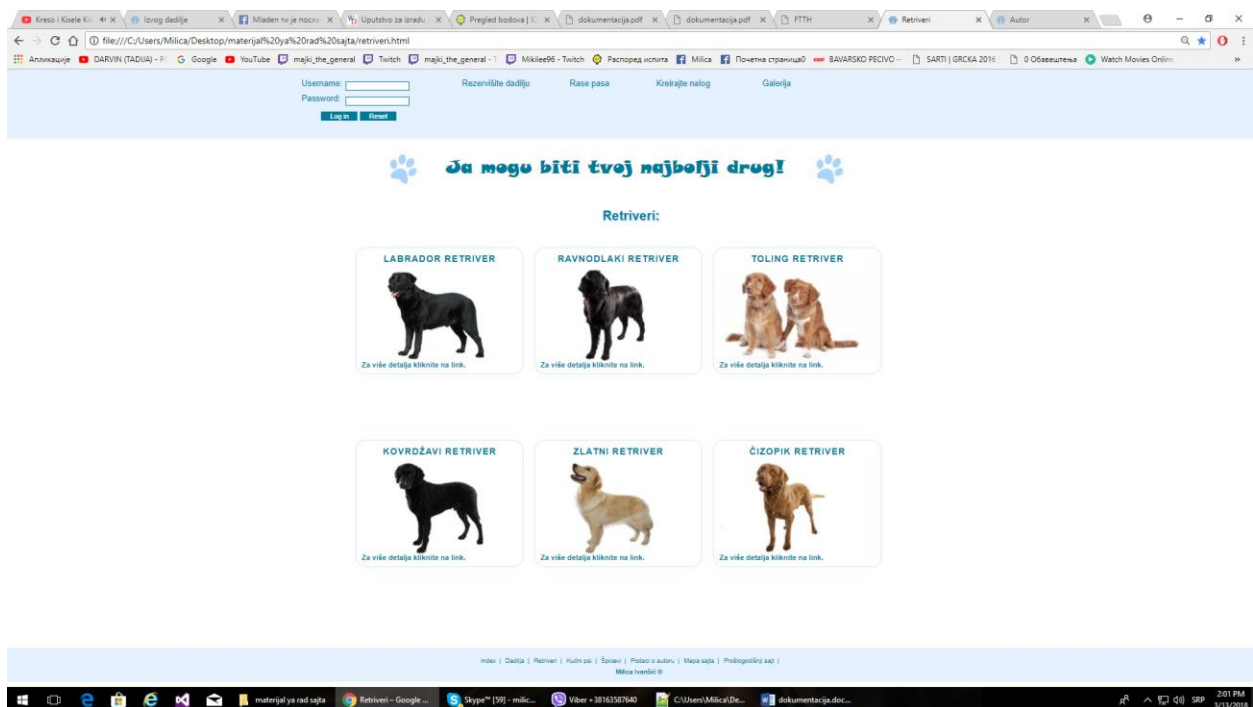 Kreso i Kisele Ki
Izvog dadilje
Mladen
Uputstvo za izradu
Pregled bodova | IC
dokumentacija.pdf
dokumentacija.pdf
FTTH
Retriveri
Autor
file:///C:/Users/Milica/Desktop/materijal%20ya%20rad%20sajta/retriveri.html
Апликације
DARVIN (TADIJA) - P
Google
YouTube
majki_the_general
Twitch
majki_the_general - T
Mikilee96 - Twitch
Распоред испита
Milica
Почетна страница0
BAVARSKO PECIVO –
SARTI | GRCKA 2016
0 Обавештења
Watch Movies Online
Username:
Password:
Log in Reset
Rezervišite dadilju
Rase pasa
Kreirajte nalog
Galerija
Ja mogu biti tvoj najbolji drug!
Retriveri:
LABRADOR RETRIVER
RAVNODLAKI RETRIVER
TOLING RETRIVER
Za više detalja kliknite na link.
Za više detalja kliknite na link.
Za više detalja kliknite na link.
KOVRDŽAVI RETRIVER
ZLATNI RETRIVER
ČIZOPIK RETRIVER
Za više detalja kliknite na link.
Za više detalja kliknite na link.
Za više detalja kliknite na link.
Index | Dadilja | Retriveri | Kućni psi | Špicevi | Podaci o autoru | Mapa sajta | Prošlogodišnji sajt |
Milica Ivančić ©
materijal ya rad sajta
Retriveri – Google ...
Skype™ [59] - milic...
Viber +38163587640
C:\Users\Milica\De...
dokumentacija.doc...
SRP
2:01 PM
3/13/2018